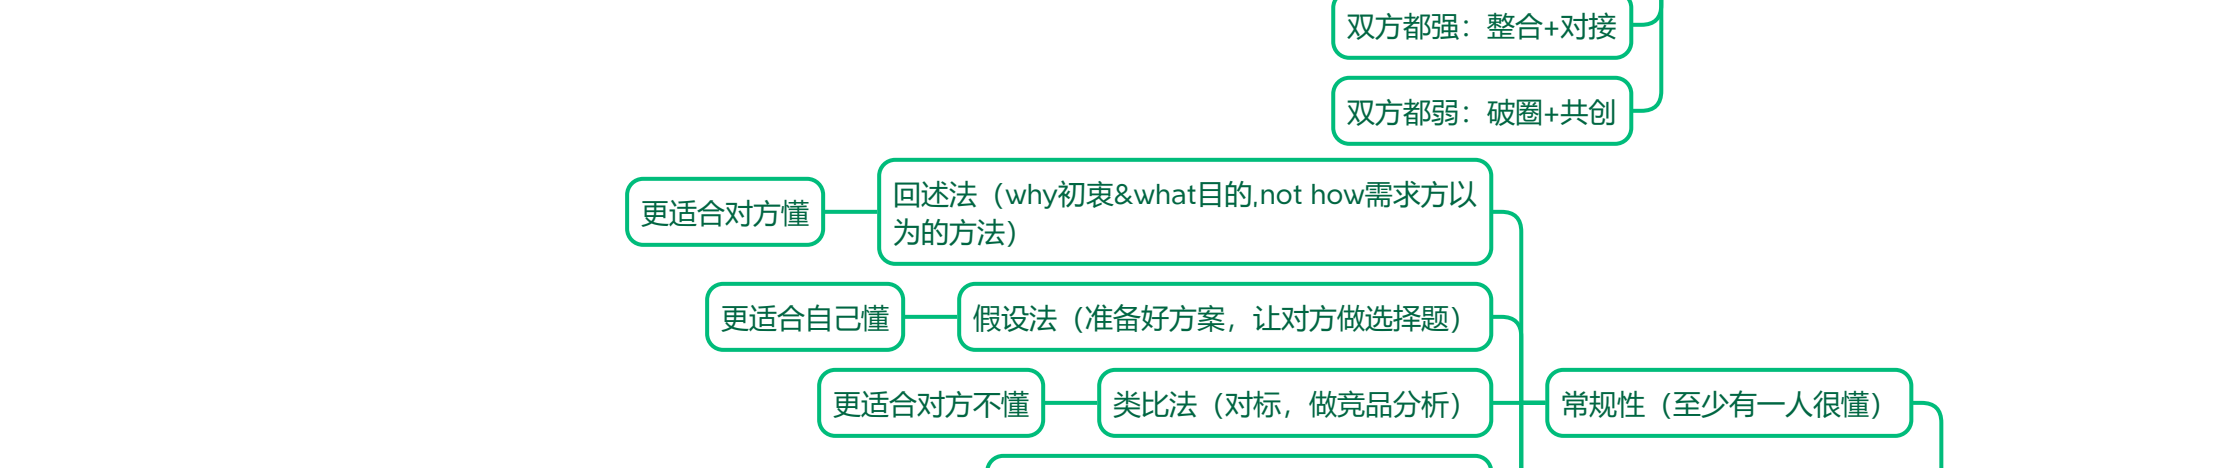 双方都强：整合+对接
双方都弱：破圈+共创
更适合对方懂
回述法（why初衷&what目的,not how需求方以
为的方法）
更适合自己懂
假设法（准备好方案，让对方做选择题）
更适合对方不懂
类比法（对标，做竞品分析）
常规性（至少有一人很懂）